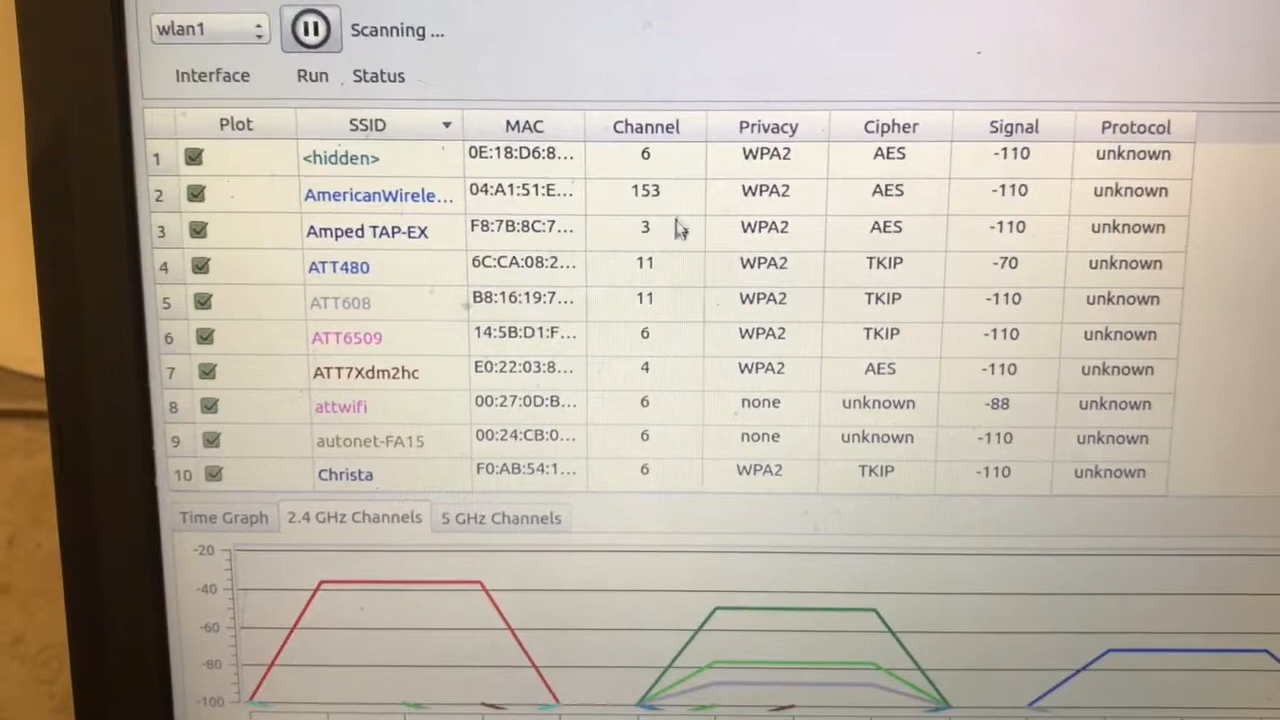 wlan1 Scanning ...
Interface Run Status
Plot SSID MAC Channel Privacy Cipher Signal Protocol
1 <hidden> 0E:18:D6:8... 6 WPA2 AES -110 unknown
2 AmericanWirele... 04:A1:51:E... 153 WPA2 AES -110 unknown
3 Amped TAP-EX F8:7B:8C:7... 3 WPA2 AES -110 unknown
4 ATT480 6C:CA:08:2... 11 WPA2 TKIP -70 unknown
5 ATT608 B8:16:19:7... 11 WPA2 TKIP -110 unknown
6 ATT6509 14:5B:D1:F... 6 WPA2 TKIP -110 unknown
7 ATT7Xdm2hc E0:22:03:8... 4 WPA2 AES -110 unknown
8 attwifi 00:27:0D:B... 6 none unknown -88 unknown
9 autonet-FA15 00:24:CB:0... 6 none unknown -110 unknown
10 Christa F0:AB:54:1... 6 WPA2 TKIP -110 unknown
Time Graph 2.4 GHz Channels 5 GHz Channels
-20
-40
-60
-80
-100